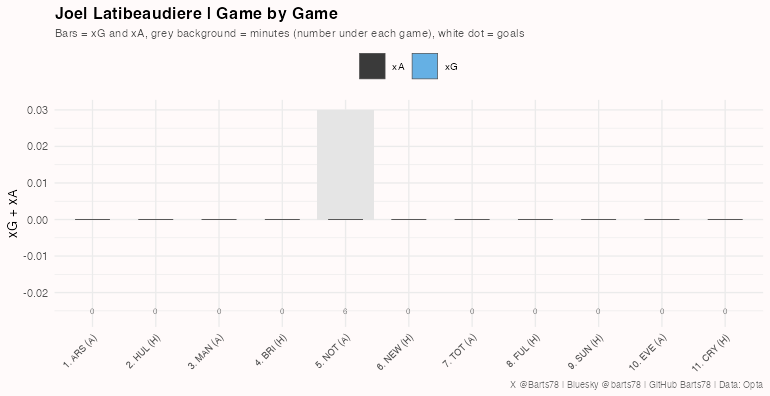 Joel Latibeaudiere | Game by Game
Bars = xG and xA, grey background = minutes (number under each game), white dot = goals
xA
xG
xG + xA
0.03
0.02
0.01
0.00
-0.01
-0.02
0 0 0 0 6 0 0 0 0 0 0
1. ARS (A)
2. HUL (H)
3. MAN (A)
4. BRI (H)
5. NOT (A)
6. NEW (H)
7. TOT (A)
8. FUL (H)
9. SUN (H)
10. EVE (A)
11. CRY (H)
X @Barts78 | Bluesky @barts78 | GitHub Barts78 | Data: Opta